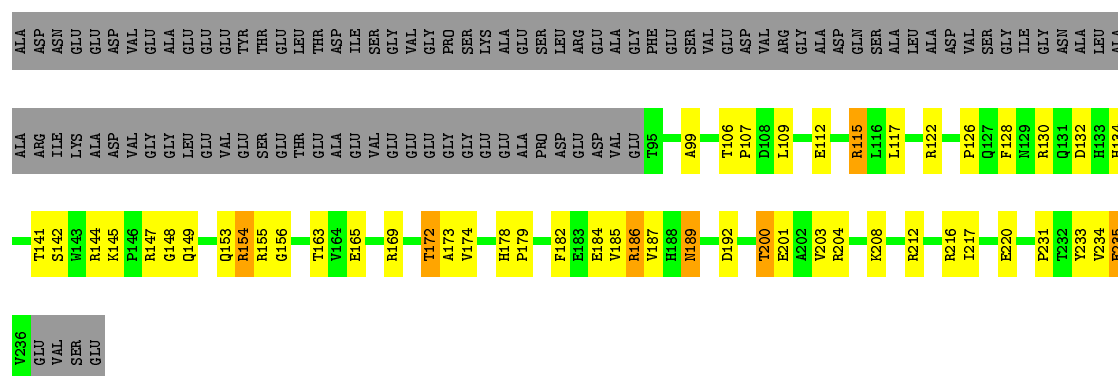 ALA ASP ASN GLU GLU ASP VAL GLU ALA GLU GLU GLU TYR THR GLU LEU THR ASP ILE SER GLY VAL GLY PRO SER LYS ALA GLU SER LEU ARG GLU ALA GLY PHE GLU SER VAL GLU ASP VAL ARG GLY ALA ASP GLN SER ALA LEU ALA ASP VAL SER GLY ILE GLY ASN ALA LEU ALA
ALA ARG ILE LYS ALA ASP VAL GLY GLY LEU GLU VAL GLU SER GLU THR GLU ALA GLU VAL GLU GLU GLU GLY GLY GLU GLU ALA PRO ASP GLU ASP VAL GLU T95 A99 T106 P107 D108 L109 E112 R115 L116 L117 R122 P126 Q127 F128 N129 R130 Q131 D132 H133 H134
T141 S142 W143 R144 K145 P146 R147 G148 Q149 Q153 R154 R155 G156 T163 V164 E165 R169 T172 A173 V174 H178 P179 F182 E183 E184 V185 R186 V187 H188 N189 D192 T200 E201 A202 V203 R204 K208 R212 R216 I217 E220 P231 T232 Y233 V234 E235
V236 GLU VAL SER GLU